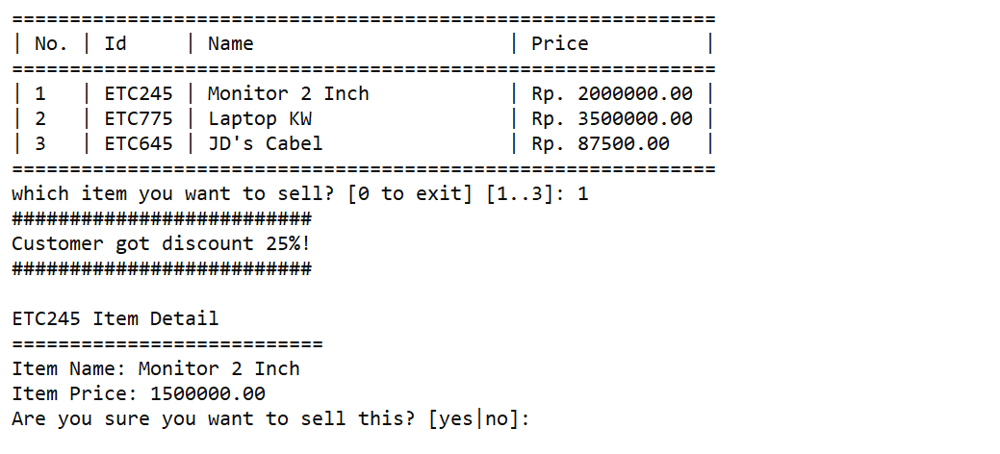 =============================================================
| No. | Id     | Name                      | Price          |
=============================================================
| 1   | ETC245 | Monitor 2 Inch            | Rp. 2000000.00 |
| 2   | ETC775 | Laptop KW                 | Rp. 3500000.00 |
| 3   | ETC645 | JD's Cabel                | Rp. 87500.00   |
=============================================================
which item you want to sell? [0 to exit] [1..3]: 1
##########################
Customer got discount 25%!
##########################
ETC245 Item Detail
===========================
Item Name: Monitor 2 Inch
Item Price: 1500000.00
Are you sure you want to sell this? [yes|no]: